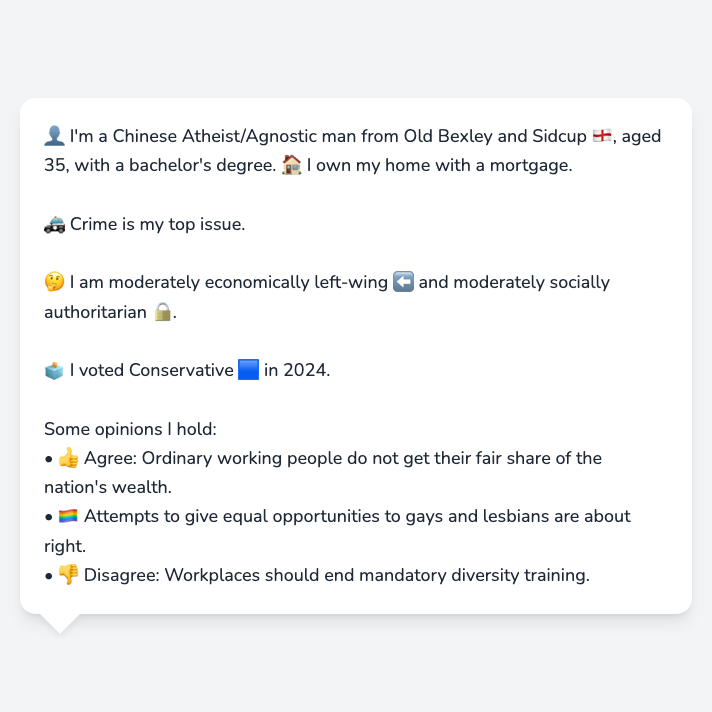 👤 I'm a Chinese Atheist/Agnostic man from Old Bexley and Sidcup 🏴󠁧󠁢󠁥󠁮󠁧󠁿, aged
35, with a bachelor's degree. 🏠 I own my home with a mortgage.
🚓 Crime is my top issue.
🤔 I am moderately economically left-wing ⬅️ and moderately socially
authoritarian 🔒.
🗳️ I voted Conservative 🟦 in 2024.
Some opinions I hold:
• 👍 Agree: Ordinary working people do not get their fair share of the
nation's wealth.
• 🏳️‍🌈 Attempts to give equal opportunities to gays and lesbians are about
right.
• 👎 Disagree: Workplaces should end mandatory diversity training.